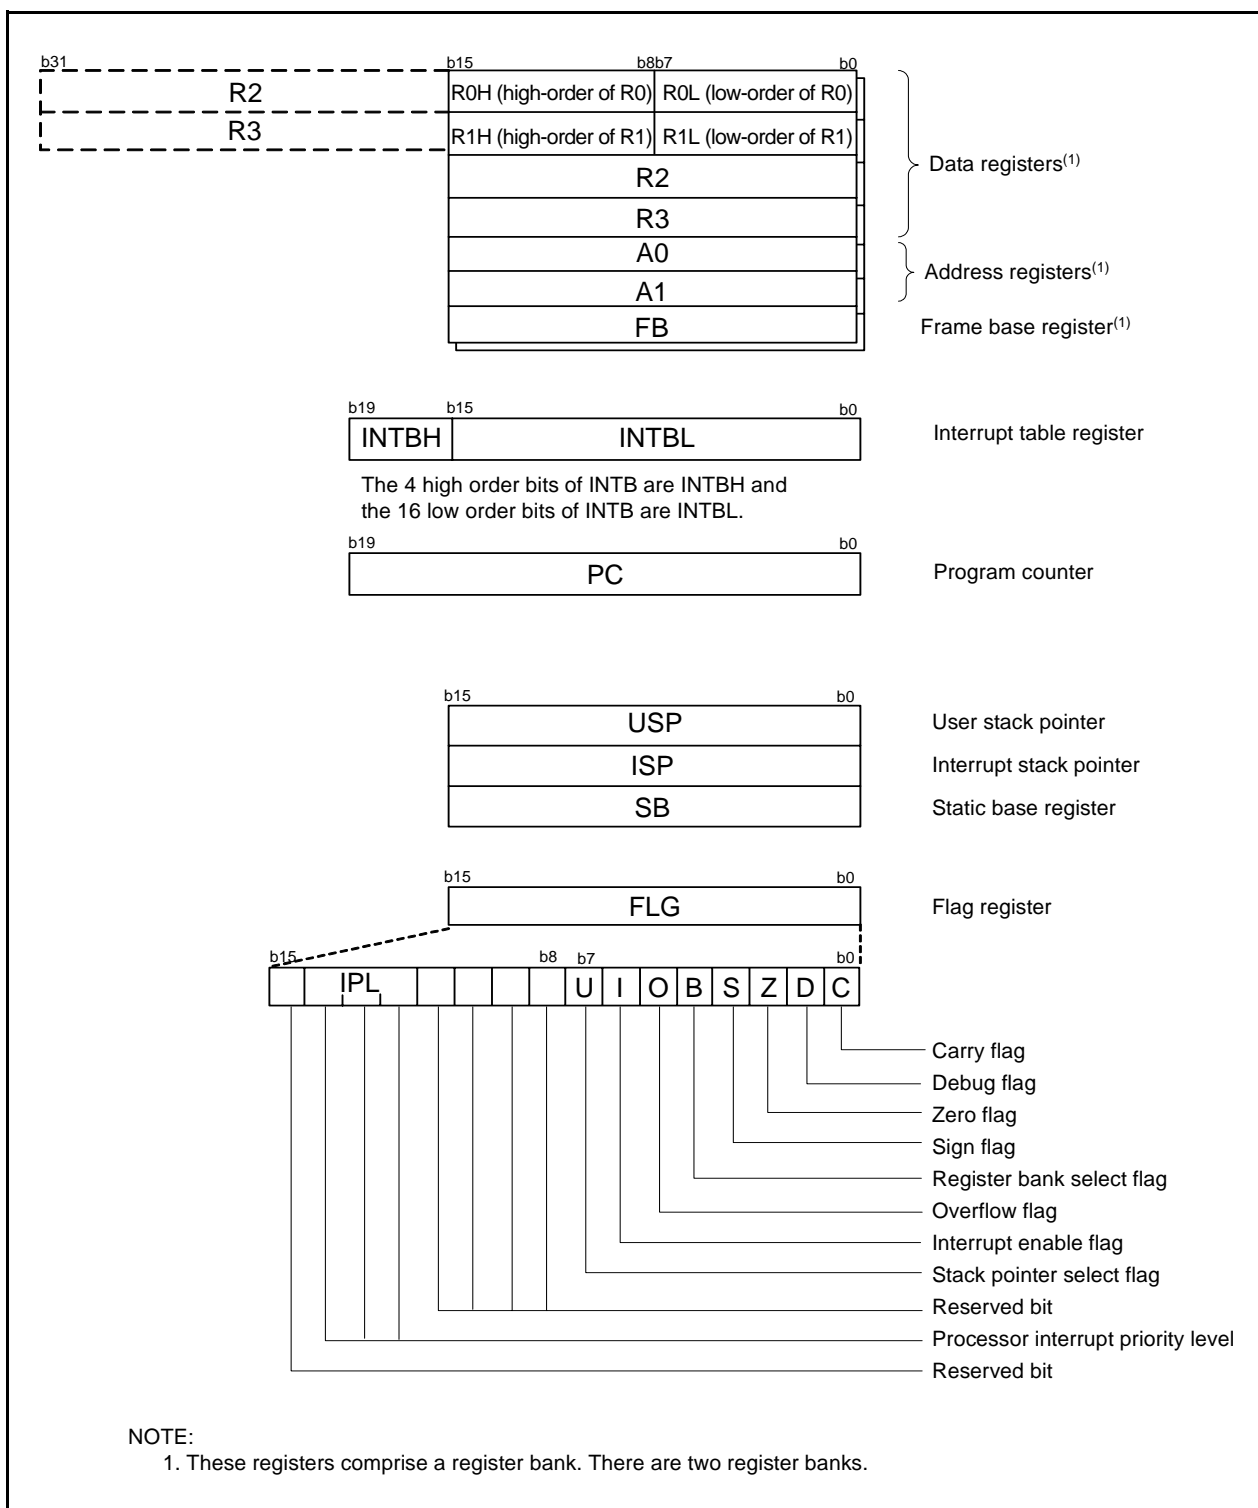 b31 b15 b8b7 b0
R2 R0H (high-order of R0) R0L (low-order of R0)
R3 R1H (high-order of R1) R1L (low-order of R1)
Data registers(1)
R2
R3
A0
Address registers(1)
A1
FB Frame base register(1)
b19 b15 b0
INTBH INTBL Interrupt table register
The 4 high order bits of INTB are INTBH and
the 16 low order bits of INTB are INTBL.
b19 b0
PC Program counter
b15 b0
USP User stack pointer
ISP Interrupt stack pointer
SB Static base register
b15 b0
FLG Flag register
b15 b8 b7 b0
IPL U I O B S Z D C
Carry flag
Debug flag
Zero flag
Sign flag
Register bank select flag
Overflow flag
Interrupt enable flag
Stack pointer select flag
Reserved bit
Processor interrupt priority level
Reserved bit
NOTE:
1. These registers comprise a register bank. There are two register banks.